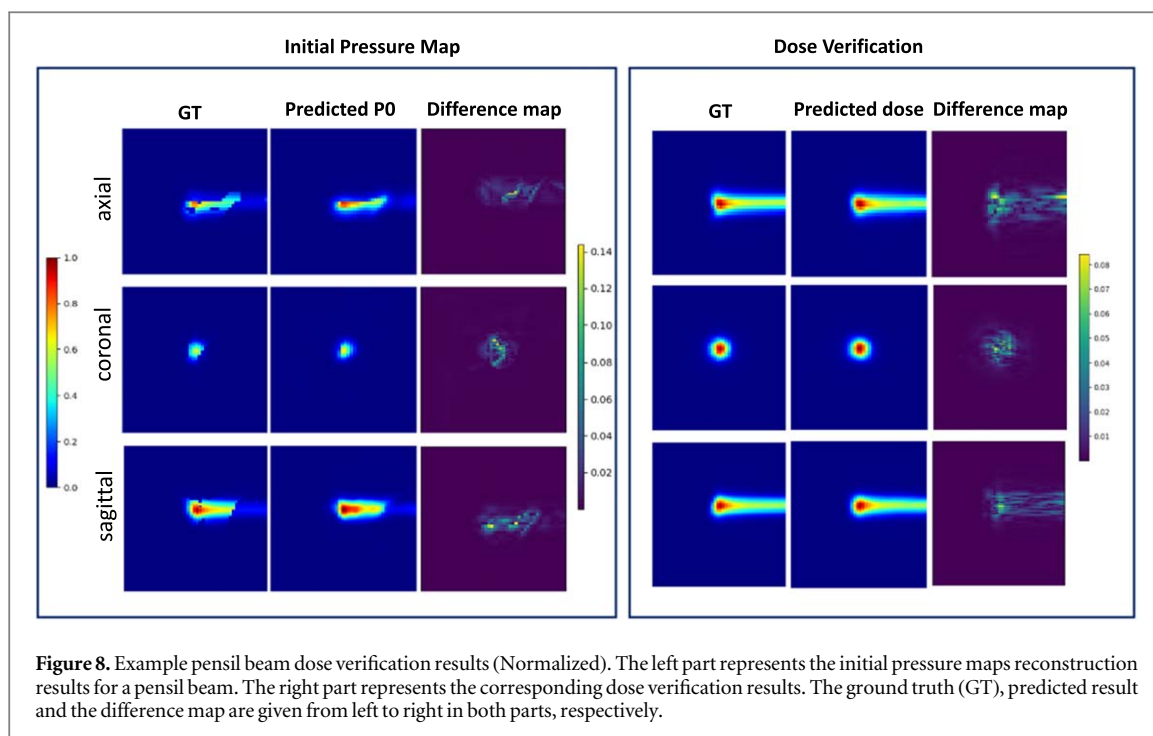 Initial Pressure Map
Dose Verification
GT Predicted P0 Difference map
GT Predicted dose Difference map
axial
coronal
sagittal
1.0
0.8
0.6
0.4
0.2
0.0
0.14
0.12
0.10
0.08
0.06
0.04
0.02
0.08
0.07
0.06
0.05
0.04
0.03
0.02
0.01
Figure 8. Example pensil beam dose verification results (Normalized). The left part represents the initial pressure maps reconstruction
results for a pensil beam. The right part represents the corresponding dose verification results. The ground truth (GT), predicted result
and the difference map are given from left to right in both parts, respectively.